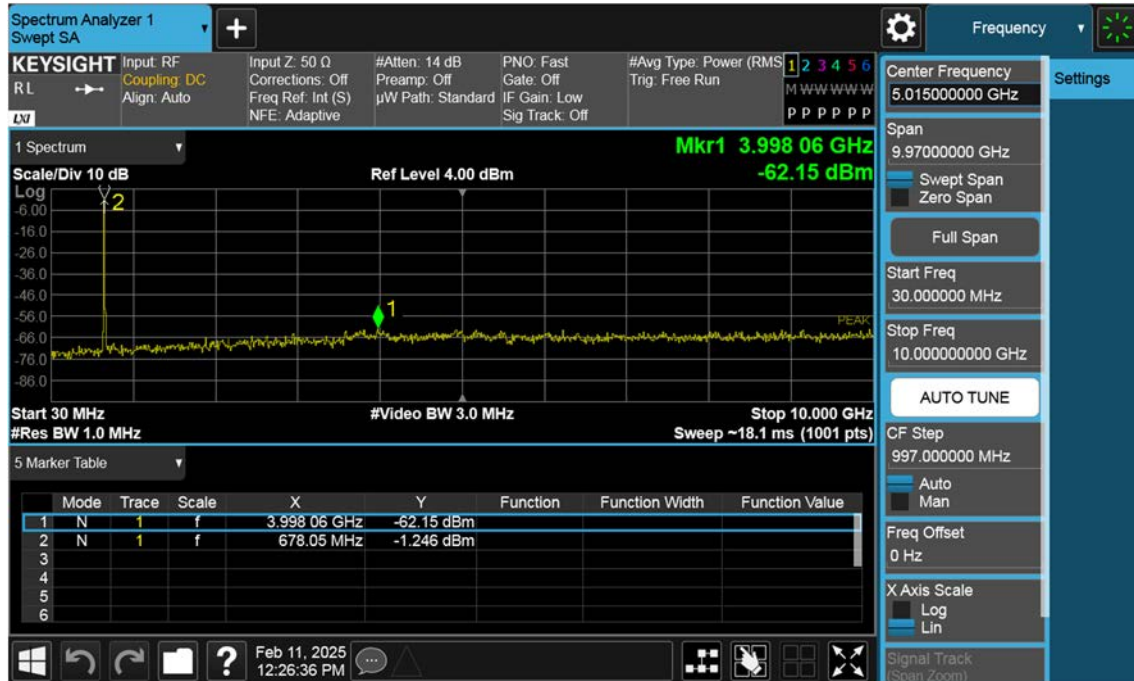 Spectrum Analyzer 1
Swept SA
+
Frequency
KEYSIGHT
RL
LXI
Input: RF
Coupling: DC
Align: Auto
Input Z: 50 Ω
Corrections: Off
Freq Ref: Int (S)
NFE: Adaptive
#Atten: 14 dB
Preamp: Off
µW Path: Standard
PNO: Fast
Gate: Off
IF Gain: Low
Sig Track: Off
#Avg Type: Power (RMS
Trig: Free Run
1 2 3 4 5 6
M W W W W W
P P P P P P
1 Spectrum
Mkr1 3.998 06 GHz
-62.15 dBm
Scale/Div 10 dB
Ref Level 4.00 dBm
Log
2
-6.00
-16.0
-26.0
-36.0
-46.0
1
-56.0
PEAK
-66.0
-76.0
-86.0
Start 30 MHz
#Video BW 3.0 MHz
Stop 10.000 GHz
#Res BW 1.0 MHz
Sweep ~18.1 ms (1001 pts)
5 Marker Table
Mode Trace Scale X Y Function Function Width Function Value
1 N 1 f 3.998 06 GHz -62.15 dBm
2 N 1 f 678.05 MHz -1.246 dBm
3
4
5
6
?
Feb 11, 2025
12:26:36 PM
Center Frequency
5.015000000 GHz
Span
9.97000000 GHz
Swept Span
Zero Span
Full Span
Start Freq
30.000000 MHz
Stop Freq
10.000000000 GHz
AUTO TUNE
CF Step
997.000000 MHz
Auto
Man
Freq Offset
0 Hz
X Axis Scale
Log
Lin
Signal Track
(Span Zoom)
Settings